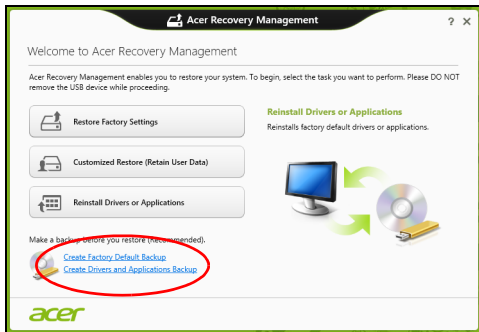 Acer Recovery Management
? X
Welcome to Acer Recovery Management
Acer Recovery Management enables you to restore your system. To begin, select the task you want to perform. Please DO NOT
remove the USB device while proceeding.
Restore Factory Settings
Customized Restore (Retain User Data)
Reinstall Drivers or Applications
Reinstall Drivers or Applications
Reinstalls factory default drivers or applications.
Make a backup before you restore (Recommended).
Create Factory Default Backup
Create Drivers and Applications Backup
acer